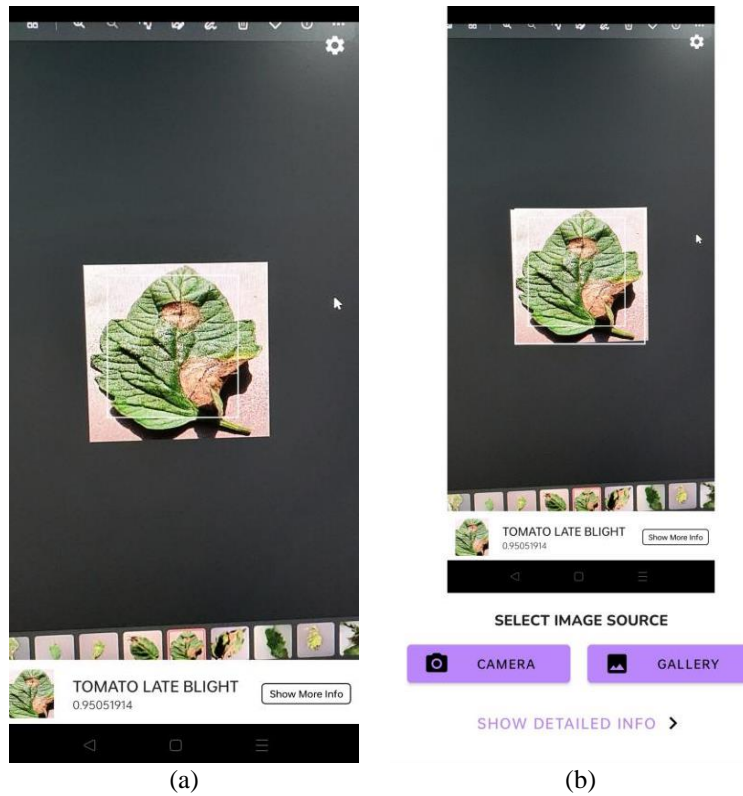 TOMATO LATE BLIGHT
0.95051914
Show More Info
(a)
TOMATO LATE BLIGHT
0.95051914
Show More Info
SELECT IMAGE SOURCE
CAMERA
GALLERY
SHOW DETAILED INFO
(b)